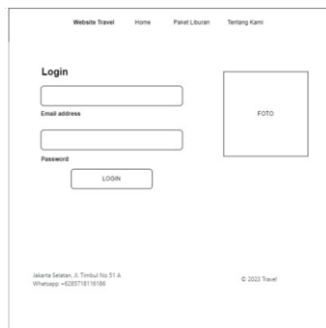 Website Travel Home Paket Liburan Tentang Kami
Login
Email address
FOTO
Password
LOGIN
Jakarta Selatan, Jl. Timbul No 51 A
Whatsapp +6285718116186
© 2023 Travel